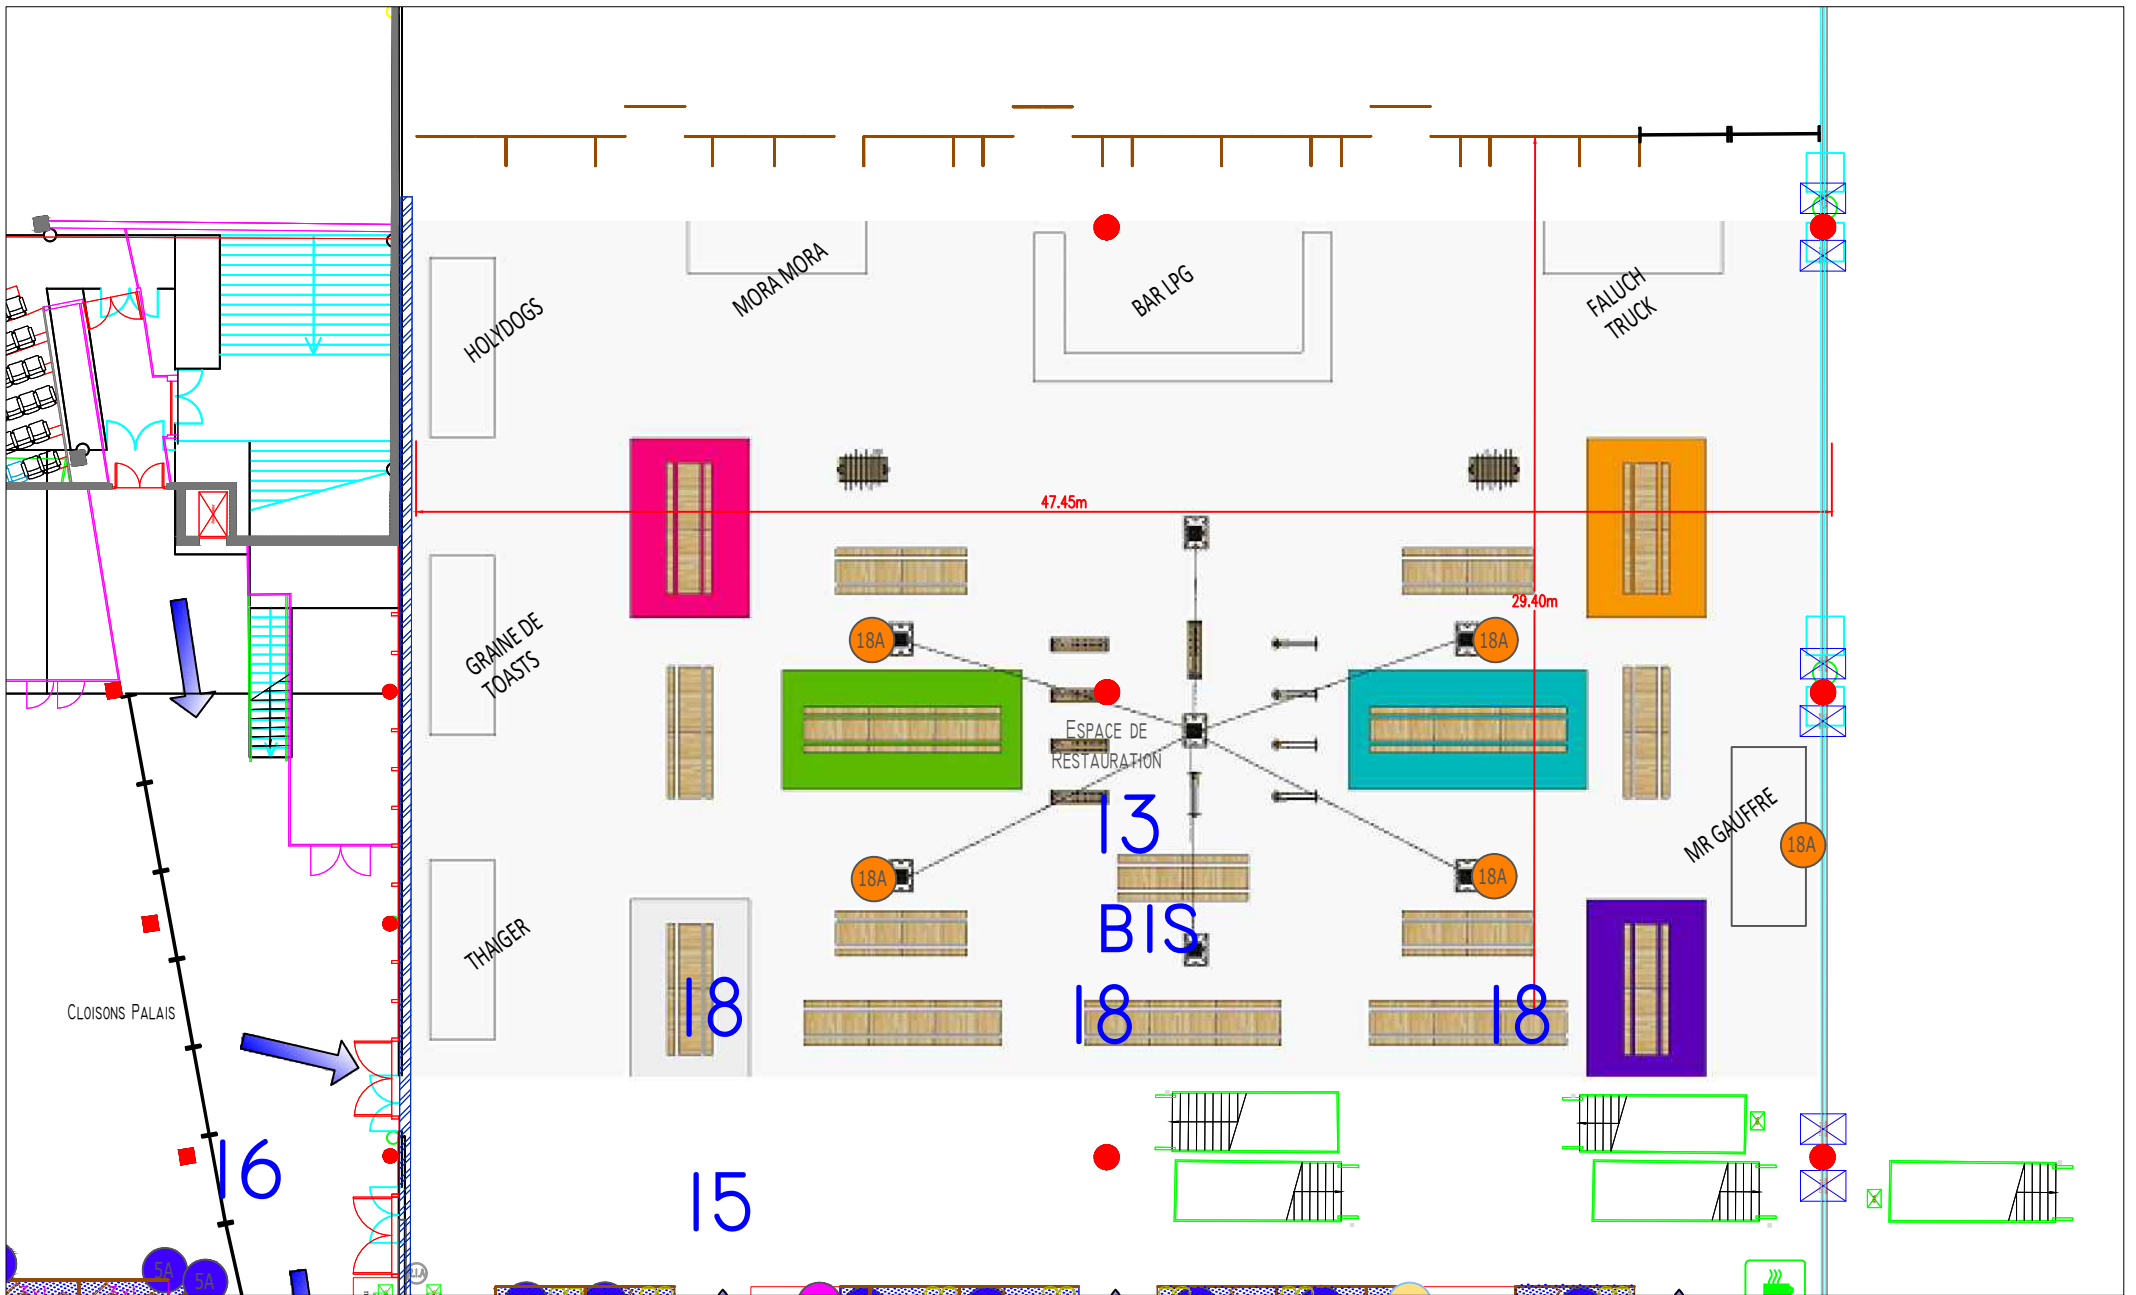 HOLYDOGS
MORA MORA
BAR LPG
FALUCH
TRUCK
47.45m
29.40m
GRAINE DE
TOASTS
18A
18A
ESPACE DE
RESTAURATION
13
BIS
MR GAUFFRE
18A
18A
18A
THAIGER
18
18
18
CLOISONS PALAIS
16
15
5A
5A